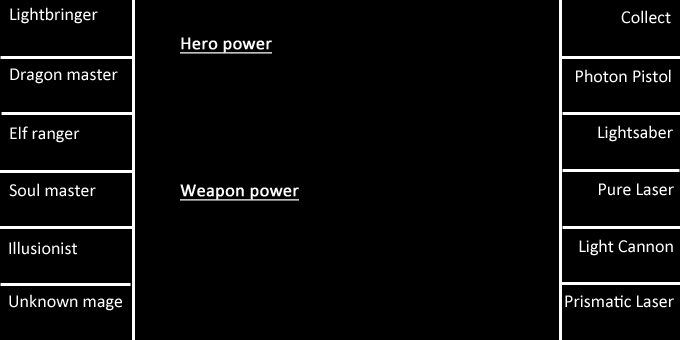 Lightbringer
Dragon master
Elf ranger
Soul master
Illusionist
Unknown mage
Hero power
Weapon power
Collect
Photon Pistol
Lightsaber
Pure Laser
Light Cannon
Prismatic Laser